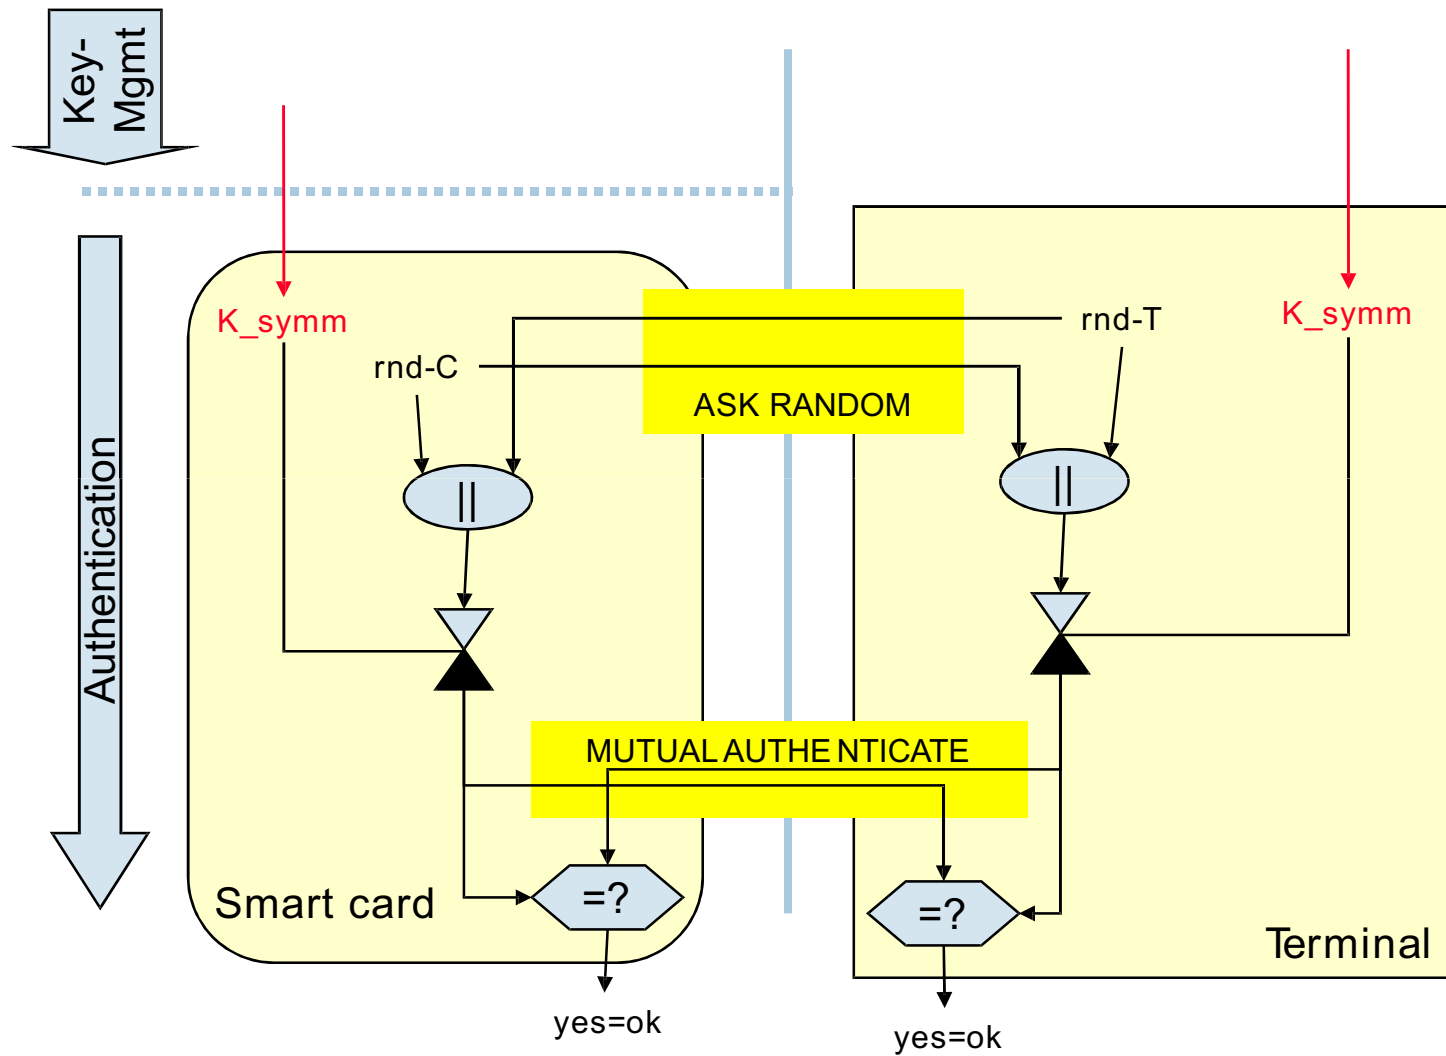 Key-
Mgmt
K_symm
rnd-T
K_symm
rnd-C
ASK RANDOM
||
||
Authentication
MUTUAL AUTHE NTICATE
=?
=?
Smart card
Terminal
yes=ok
yes=ok